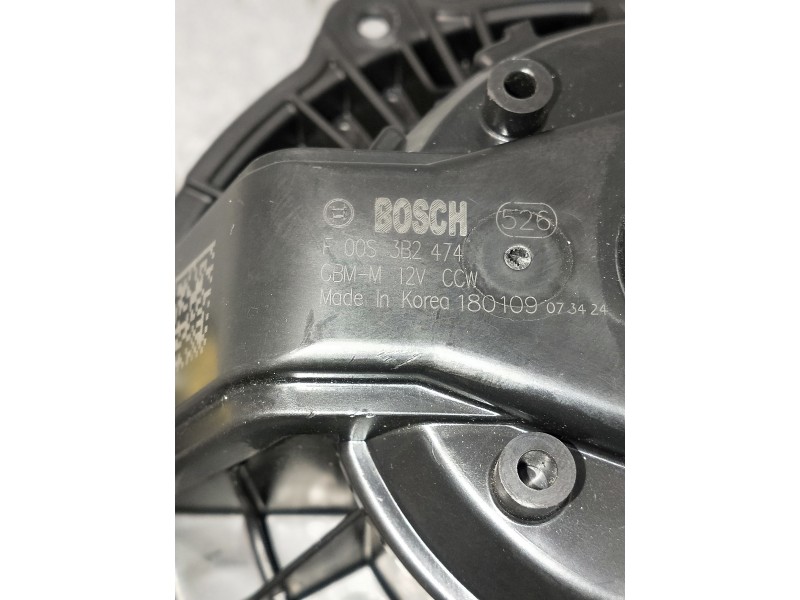 BOSCH 526
F 00S 3B2 474
CBM-M 12V CCW
Made In Korea 180109 07:34:24